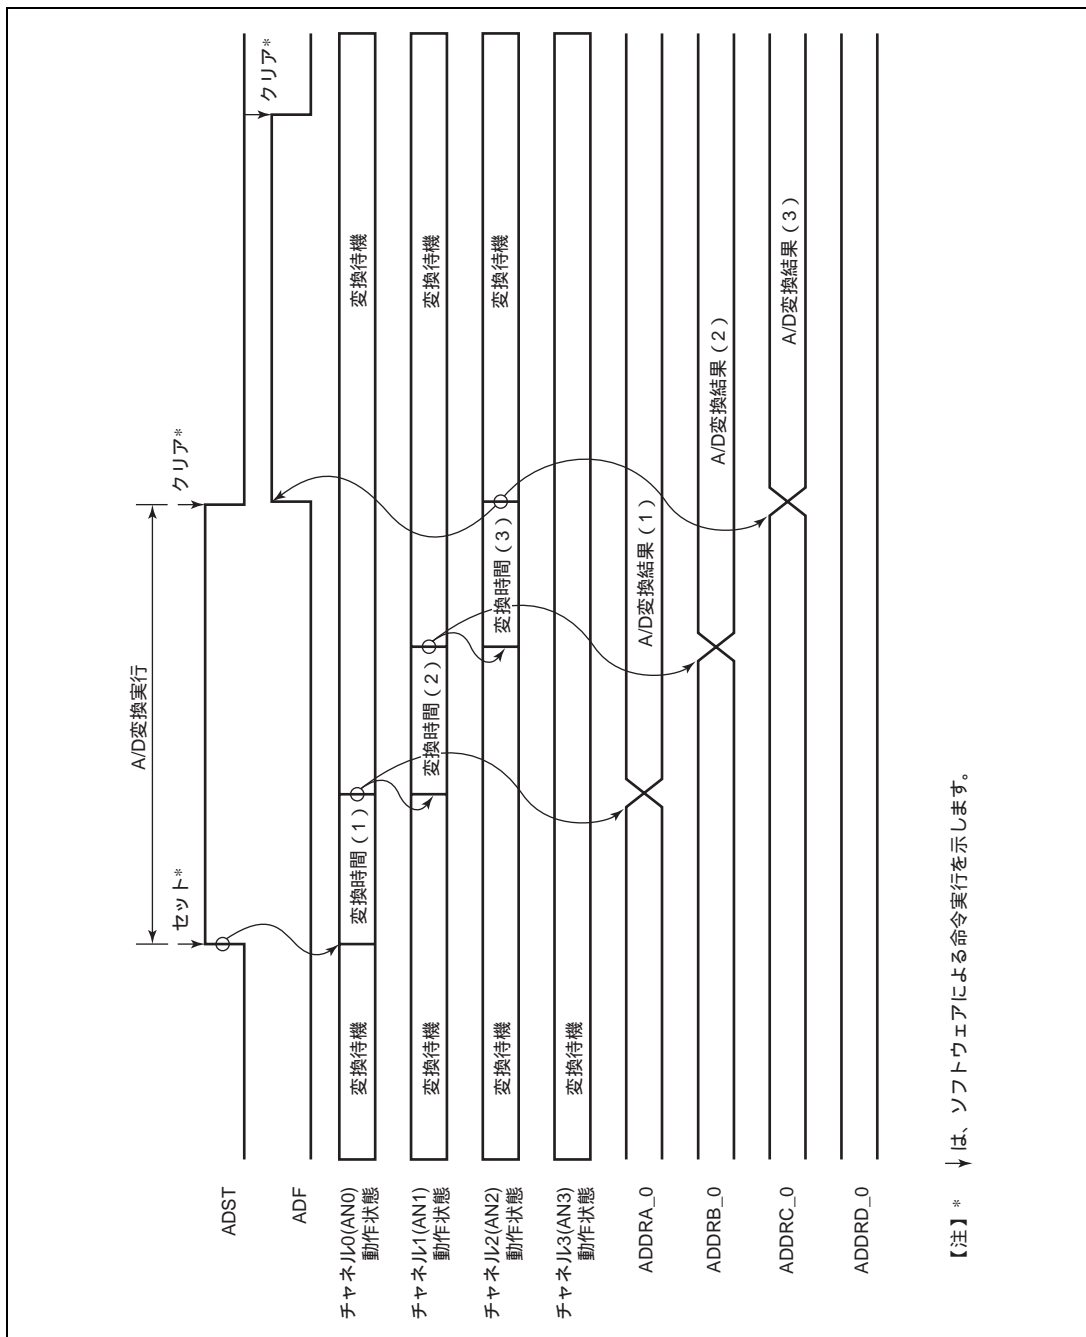 A/D変換実行
セット*
クリア*
クリア*
ADST
ADF
チャネル0(AN0)
動作状態
変換待機
変換時間（1）
変換待機
チャネル1(AN1)
動作状態
変換待機
変換時間（2）
変換待機
チャネル2(AN2)
動作状態
変換待機
変換時間（3）
変換待機
チャネル3(AN3)
動作状態
変換待機
ADDRA_0
A/D変換結果（1）
ADDRB_0
A/D変換結果（2）
ADDRC_0
A/D変換結果（3）
ADDRD_0
【注】* ↓は、ソフトウェアによる命令実行を示します。